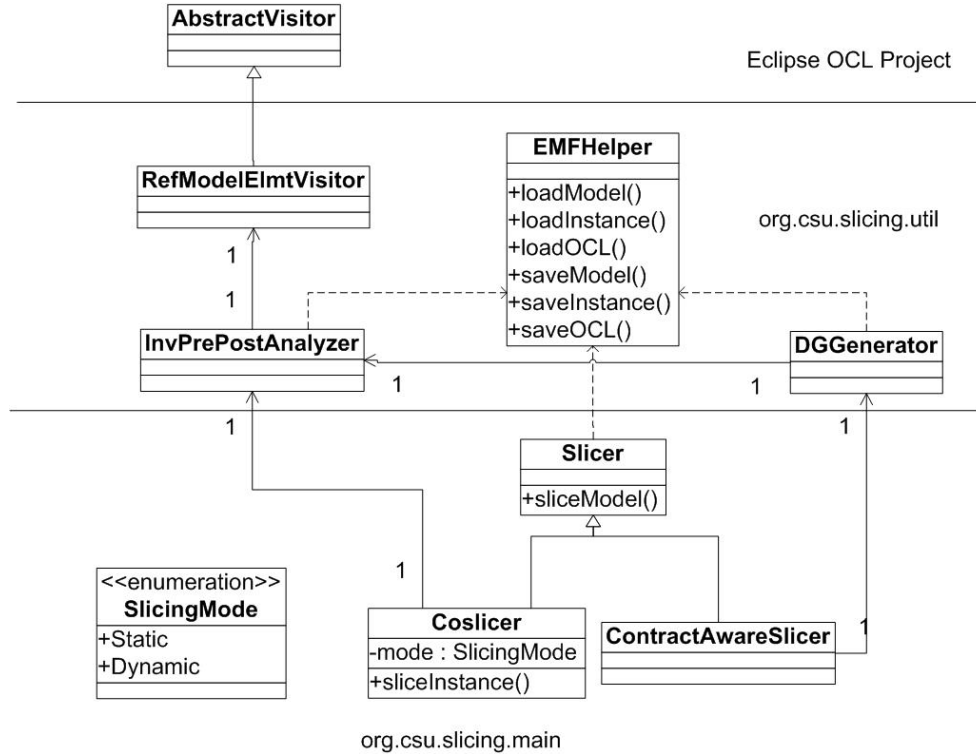 AbstractVisitor
Eclipse OCL Project
EMFHelper
+loadModel()
+loadInstance()
+loadOCL()
+saveModel()
+saveInstance()
+saveOCL()
RefModelElmtVisitor
org.csu.slicing.util
1
1
InvPrePostAnalyzer
DGGenerator
1
1
1
1
Slicer
+sliceModel()
1
<<enumeration>>
SlicingMode
+Static
+Dynamic
Coslicer
-mode : SlicingMode
+sliceInstance()
ContractAwareSlicer
1
org.csu.slicing.main